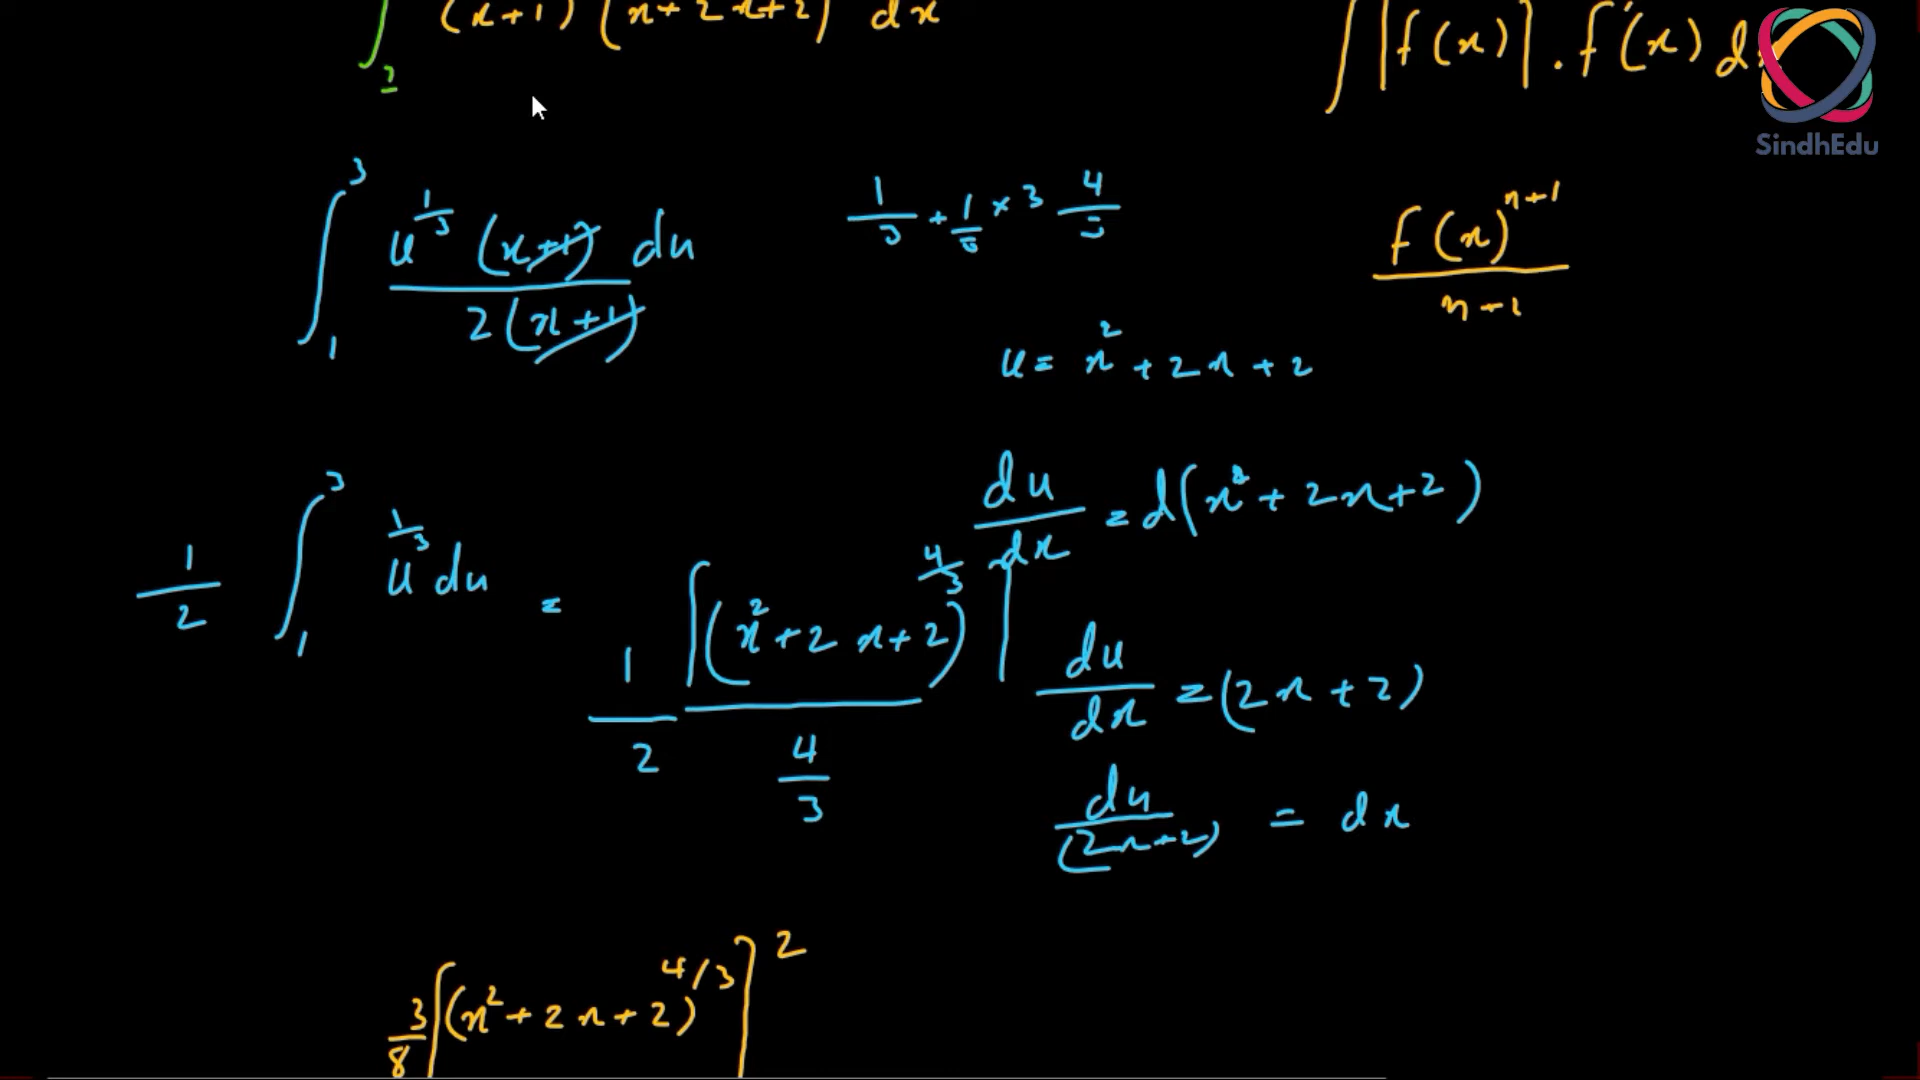 ∫₂ (x+1) (x+2x+2) dx
∫[f(x)].f'(x) d
SindhEdu
∫₁³ u^(1/3) (x+1) du / 2(x+1)
1/3 + 1/1 × 3 4/3
f(x)^(n+1) / n+1
u = x² + 2x + 2
1/2 ∫₁³ u^(1/3) du = 1/2 [(x²+2x+2)^(4/3)] / (4/3)
du/dx = d(x²+2x+2)
du/dx = (2x+2)
du/(2x+2) = dx
3/8 [(x²+2x+2)^(4/3)]²